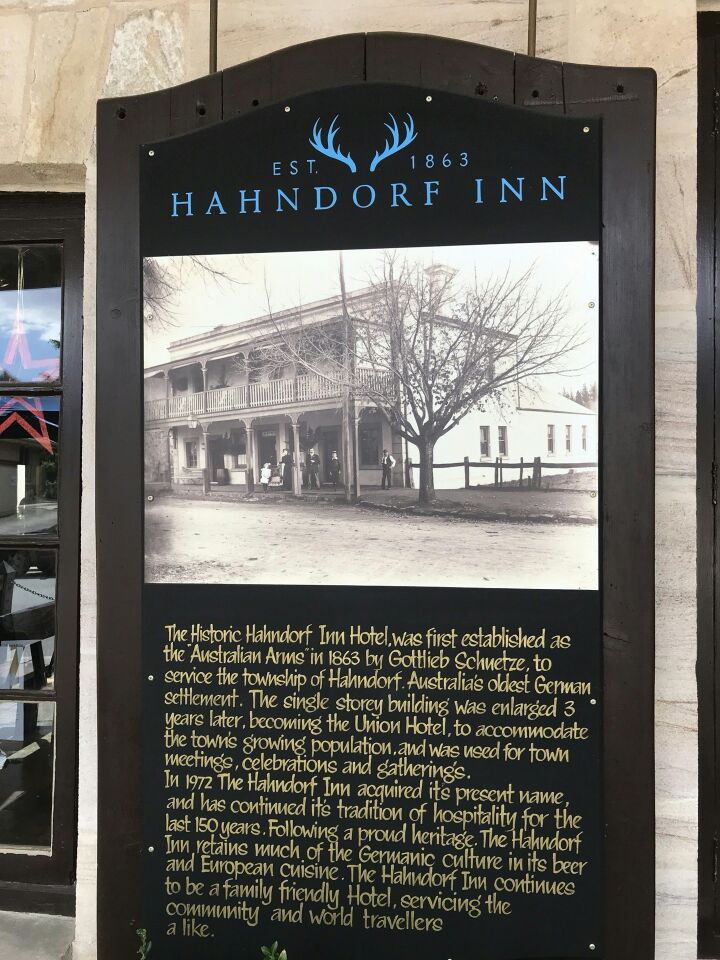 EST. 1863
HAHNDORF INN
The Historic Hahndorf Inn Hotel, was first established as
the "Australian Arms" in 1863 by Gottlieb Schuetze, to
service the township of Hahndorf. Australia's oldest German
settlement. The single storey building was enlarged 3
years later, becoming the Union Hotel, to accommodate
the town's growing population, and was used for town
meetings, celebrations and gatherings.
In 1972 The Hahndorf Inn acquired its present name,
and has continued it's tradition of hospitality for the
last 150 years. Following a proud heritage. The Hahndorf
Inn retains much of the Germanic culture in its beer
and European cuisine. The Hahndorf Inn continues
to be a family friendly Hotel, servicing the
community and world travellers
a like.